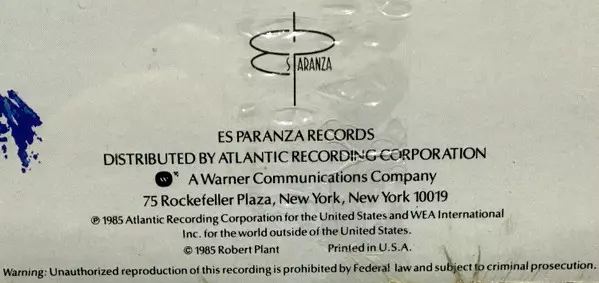 ES PARANZA
ES PARANZA RECORDS
DISTRIBUTED BY ATLANTIC RECORDING CORPORATION
A Warner Communications Company
75 Rockefeller Plaza, New York, New York 10019
℗ 1985 Atlantic Recording Corporation for the United States and WEA International
Inc. for the world outside of the United States.
© 1985 Robert Plant Printed in U.S.A.
Warning: Unauthorized reproduction of this recording is prohibited by Federal law and subject to criminal prosecution.